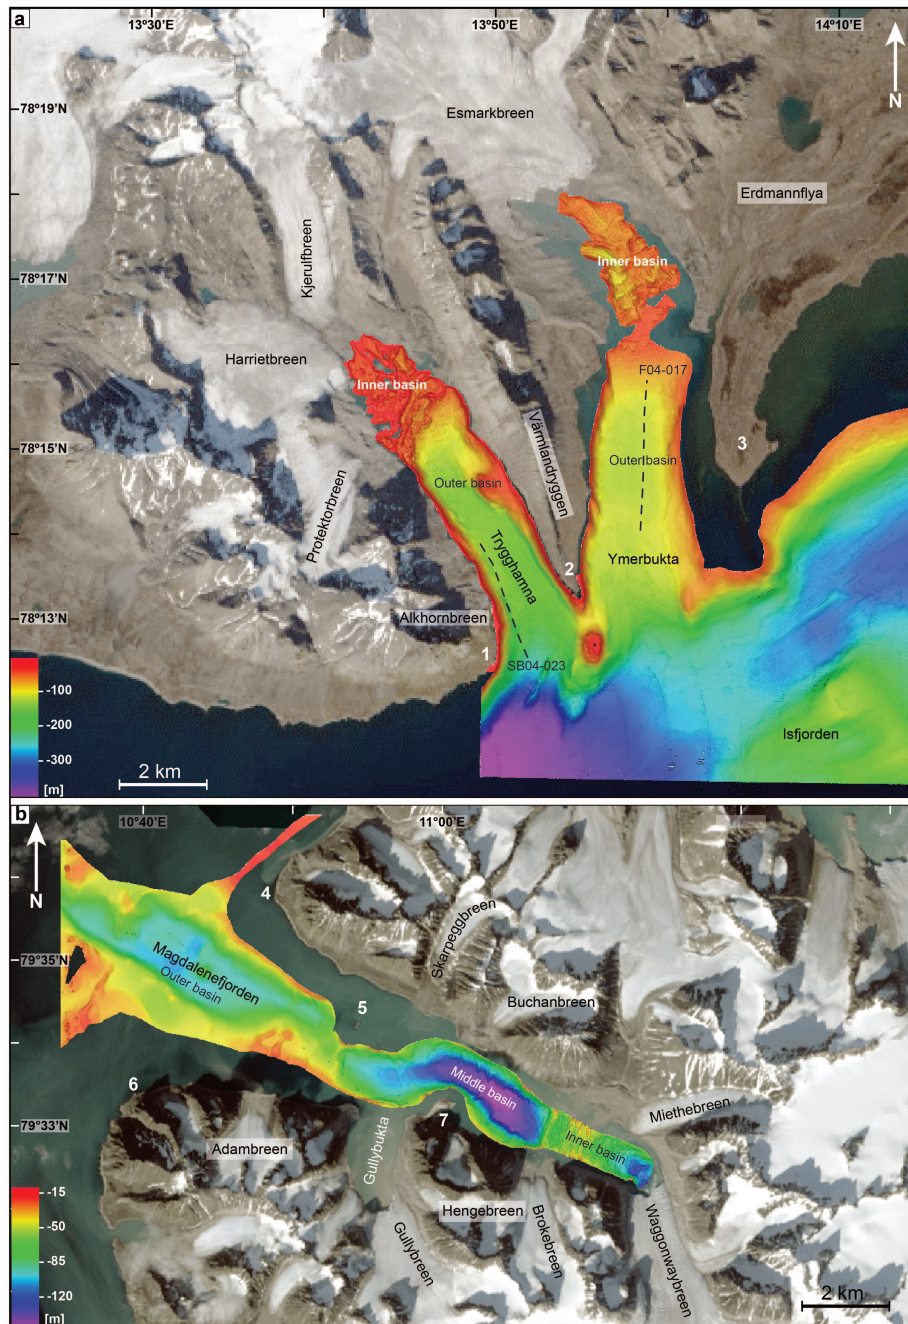 a
13°30'E
13°50'E
14°10'E
N
78°19'N
Esmarkbreen
Erdmannflya
Kjerulfbreen
Inner basin
78°17'N
Harrietbreen
F04-017
Inner basin
Värmlandryggen
3
78°15'N
Outer basin
Outer basin
Protektorbreen
Trygghamna
Ymerbukta
2
78°13'N
Alkhornbreen
1
SB04-023
-100
-200
Isfjorden
-300
[m]
2 km
b
10°40'E
11°00'E
N
4
Skarpeggbreen
79°35'N
Magdalenefjorden
Outer basin
5
Buchanbreen
6
Middle basin
Miethebreen
79°33'N
7
Inner basin
Adambreen
Gullybukta
-15
Hengebreen
Brokebreen
Waggonwaybreen
-50
Gullybreen
-85
-120
2 km
[m]